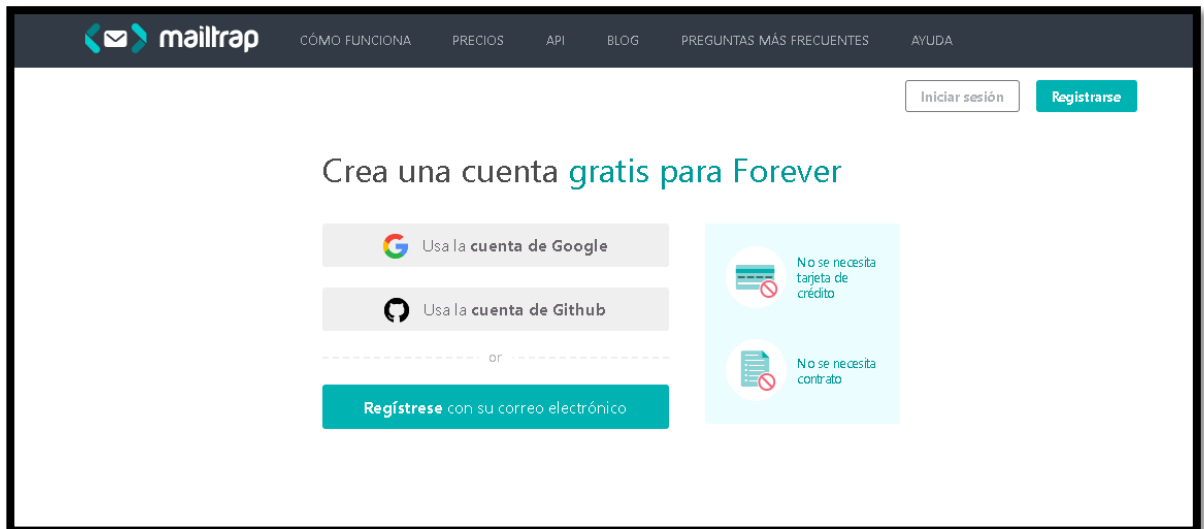 mailtrap CÓMO FUNCIONA PRECIOS API BLOG PREGUNTAS MÁS FRECUENTES AYUDA
Iniciar sesión Registrarse
Crea una cuenta gratis para Forever
Usa la cuenta de Google
Usa la cuenta de Github
or
Regístrese con su correo electrónico
No se necesita
tarjeta de
crédito
No se necesita
contrato